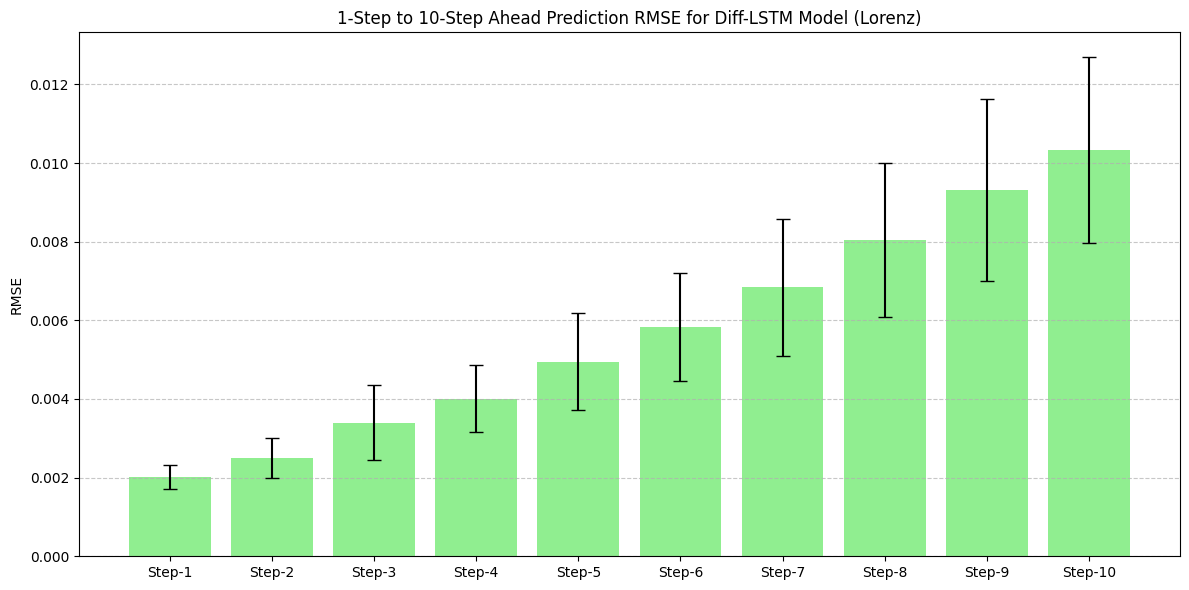 1-Step to 10-Step Ahead Prediction RMSE for Diff-LSTM Model (Lorenz)
RMSE
0.012
0.010
0.008
0.006
0.004
0.002
0.000
Step-1 Step-2 Step-3 Step-4 Step-5 Step-6 Step-7 Step-8 Step-9 Step-10